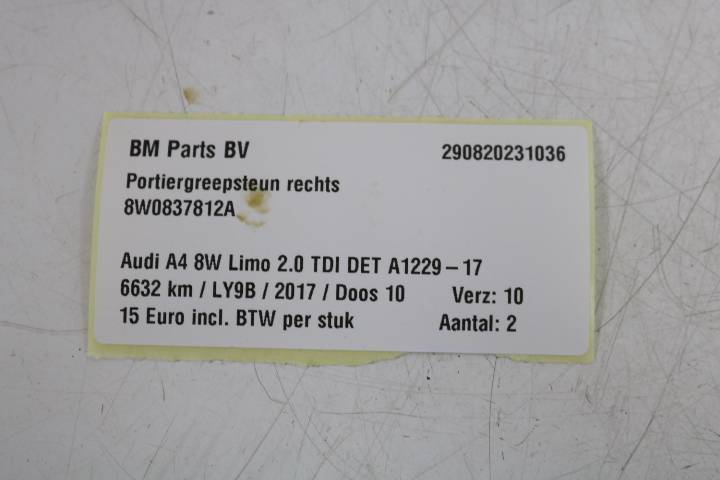 BM Parts BV 290820231036
Portiergreepsteun rechts
8W0837812A
Audi A4 8W Limo 2.0 TDI DET A1229-17
6632 km / LY9B / 2017 / Doos 10 Verz: 10
15 Euro incl. BTW per stuk Aantal: 2